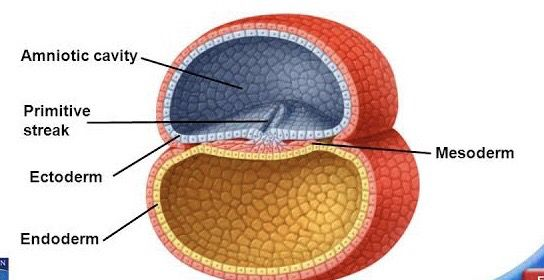 Amniotic cavity
Primitive
streak
Mesoderm
Ectoderm
Endoderm